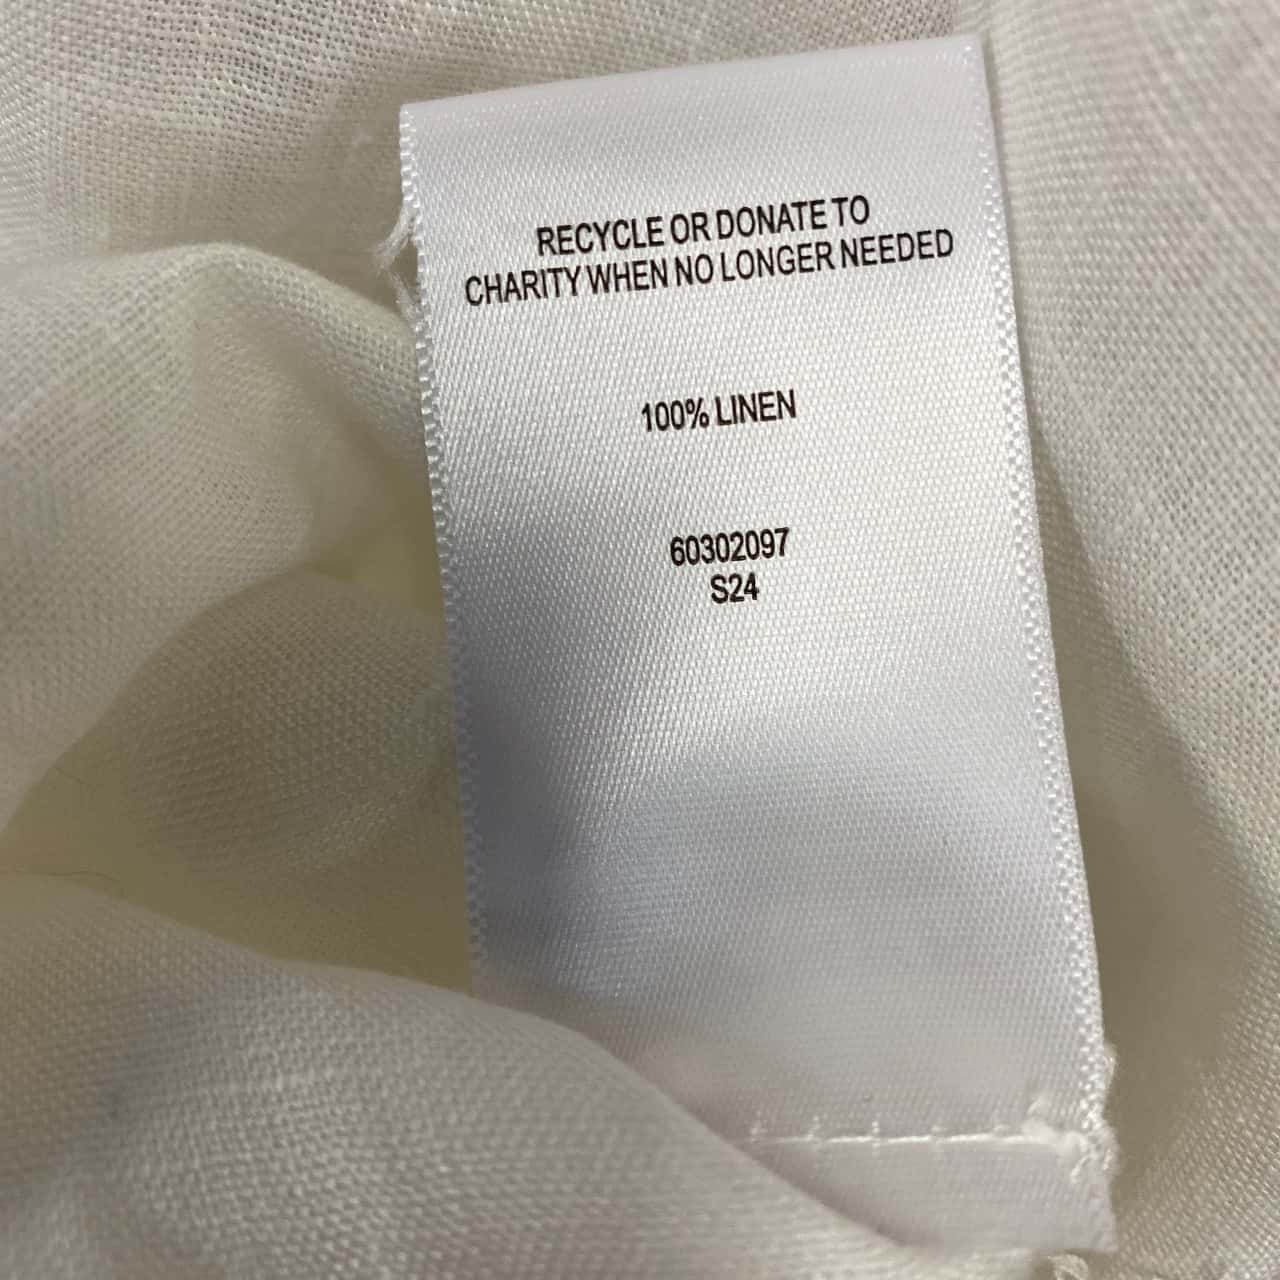 RECYCLE OR DONATE TO
CHARITY WHEN NO LONGER NEEDED
100% LINEN
60302097
S24